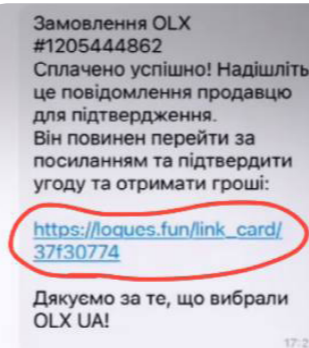 Замовлення OLX
#1205444862
Сплачено успішно! Надішліть
це повідомлення продавцю
для підтвердження.
Він повинен перейти за
посиланням та підтвердити
угоду та отримати гроші:
https://loques.fun/link_card/
37f30774
Дякуємо за те, що вибрали
OLX UA!